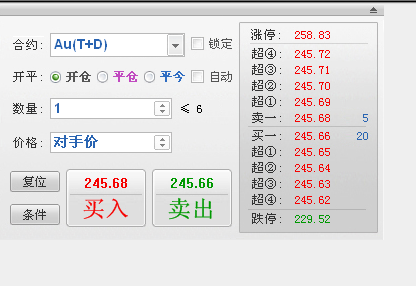 合约: Au(T+D) 锁定
开平: 开仓 平仓 平今 自动
数量: 1 ≤ 6
价格: 对手价
复位
条件
245.68
买入
245.66
卖出
涨停: 258.83
超④: 245.72
超③: 245.71
超②: 245.70
超①: 245.69
卖一: 245.68 5
买一: 245.66 20
超①: 245.65
超②: 245.64
超③: 245.63
超④: 245.62
跌停: 229.52